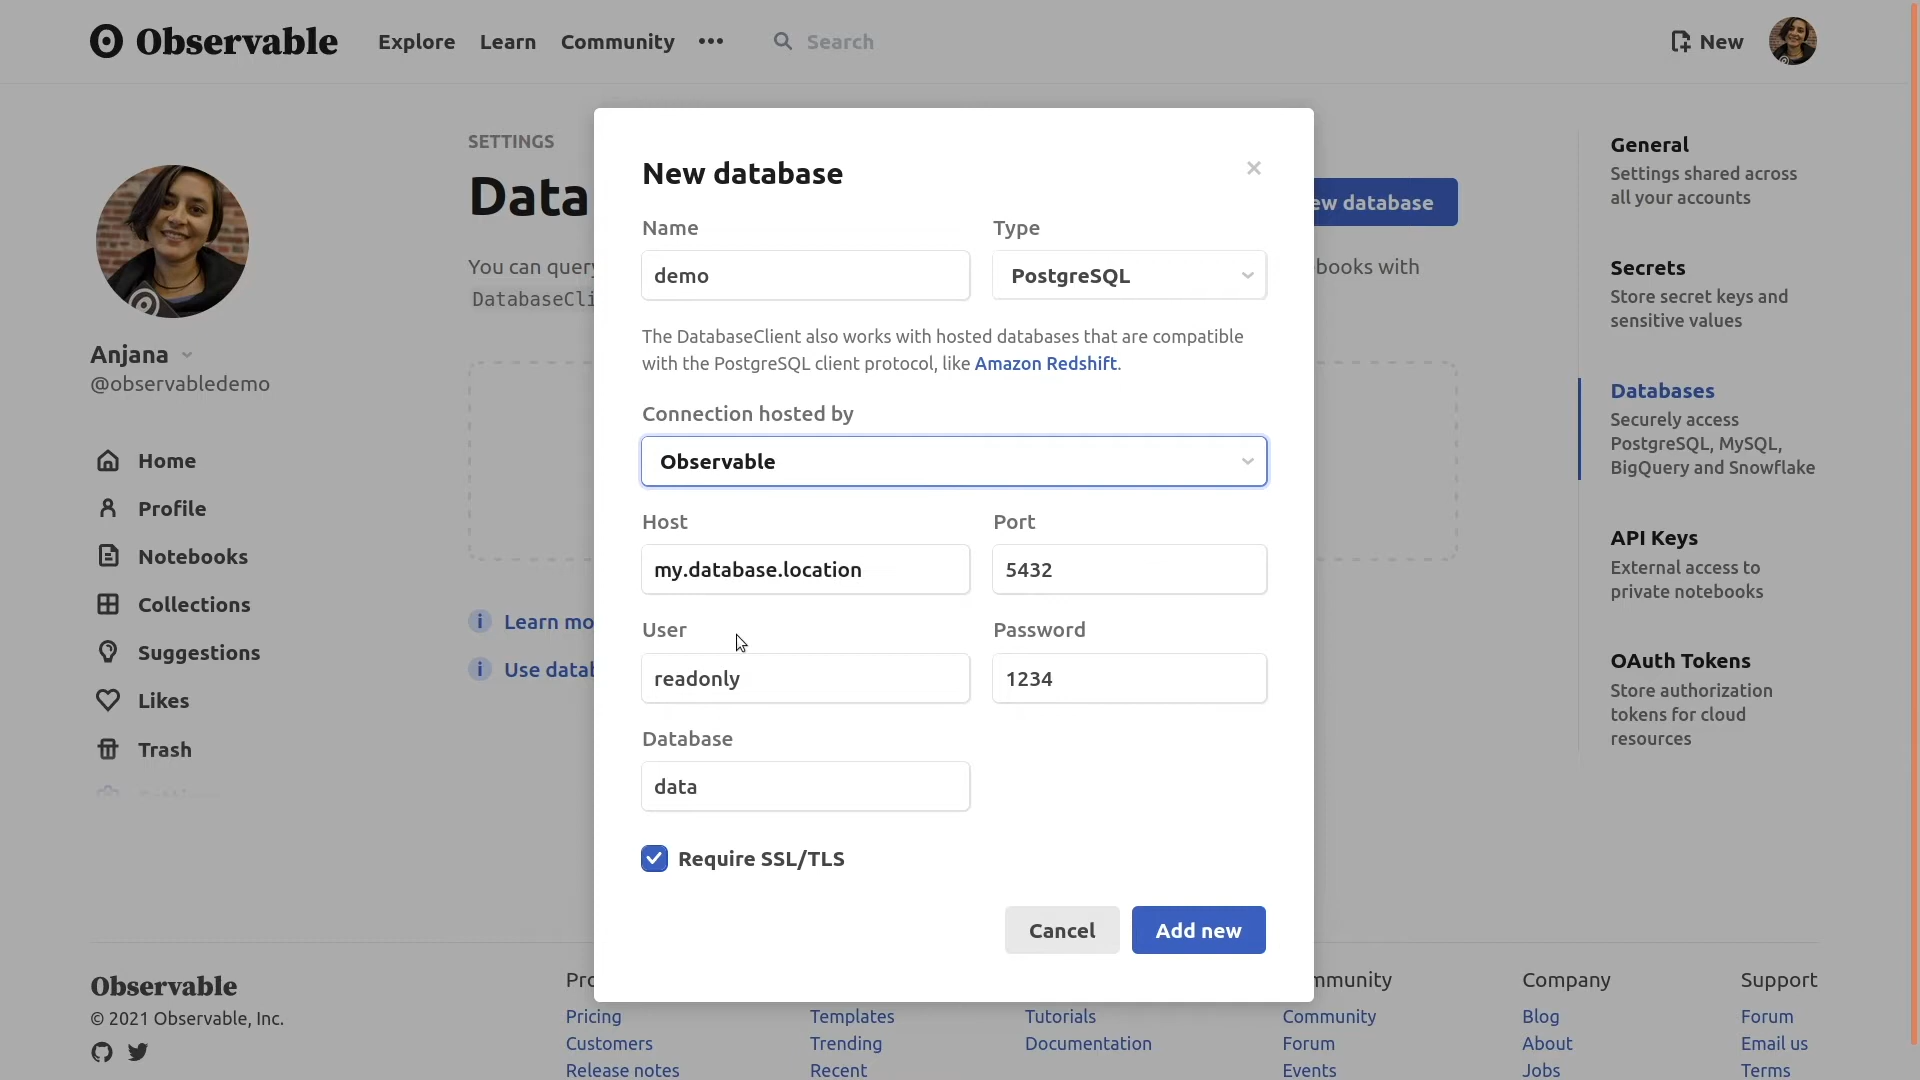 Observable
Explore
Learn
Community
•••
Search
New
Anjana
@observabledemo
Home
Profile
Notebooks
Collections
Suggestions
Likes
Trash
SETTINGS
Data
You can query
DatabaseCli
Learn mo
Use datab
ew database
books with
New database
×
Name
Type
demo
PostgreSQL
The DatabaseClient also works with hosted databases that are compatible
with the PostgreSQL client protocol, like Amazon Redshift.
Connection hosted by
Observable
Host
Port
my.database.location
5432
User
Password
readonly
1234
Database
data
Require SSL/TLS
Cancel
Add new
General
Settings shared across
all your accounts
Secrets
Store secret keys and
sensitive values
Databases
Securely access
PostgreSQL, MySQL,
BigQuery and Snowflake
API Keys
External access to
private notebooks
OAuth Tokens
Store authorization
tokens for cloud
resources
Observable
© 2021 Observable, Inc.
Pro
Pricing
Customers
Release notes
Templates
Trending
Recent
Tutorials
Documentation
mmunity
Community
Forum
Events
Company
Blog
About
Jobs
Support
Forum
Email us
Terms